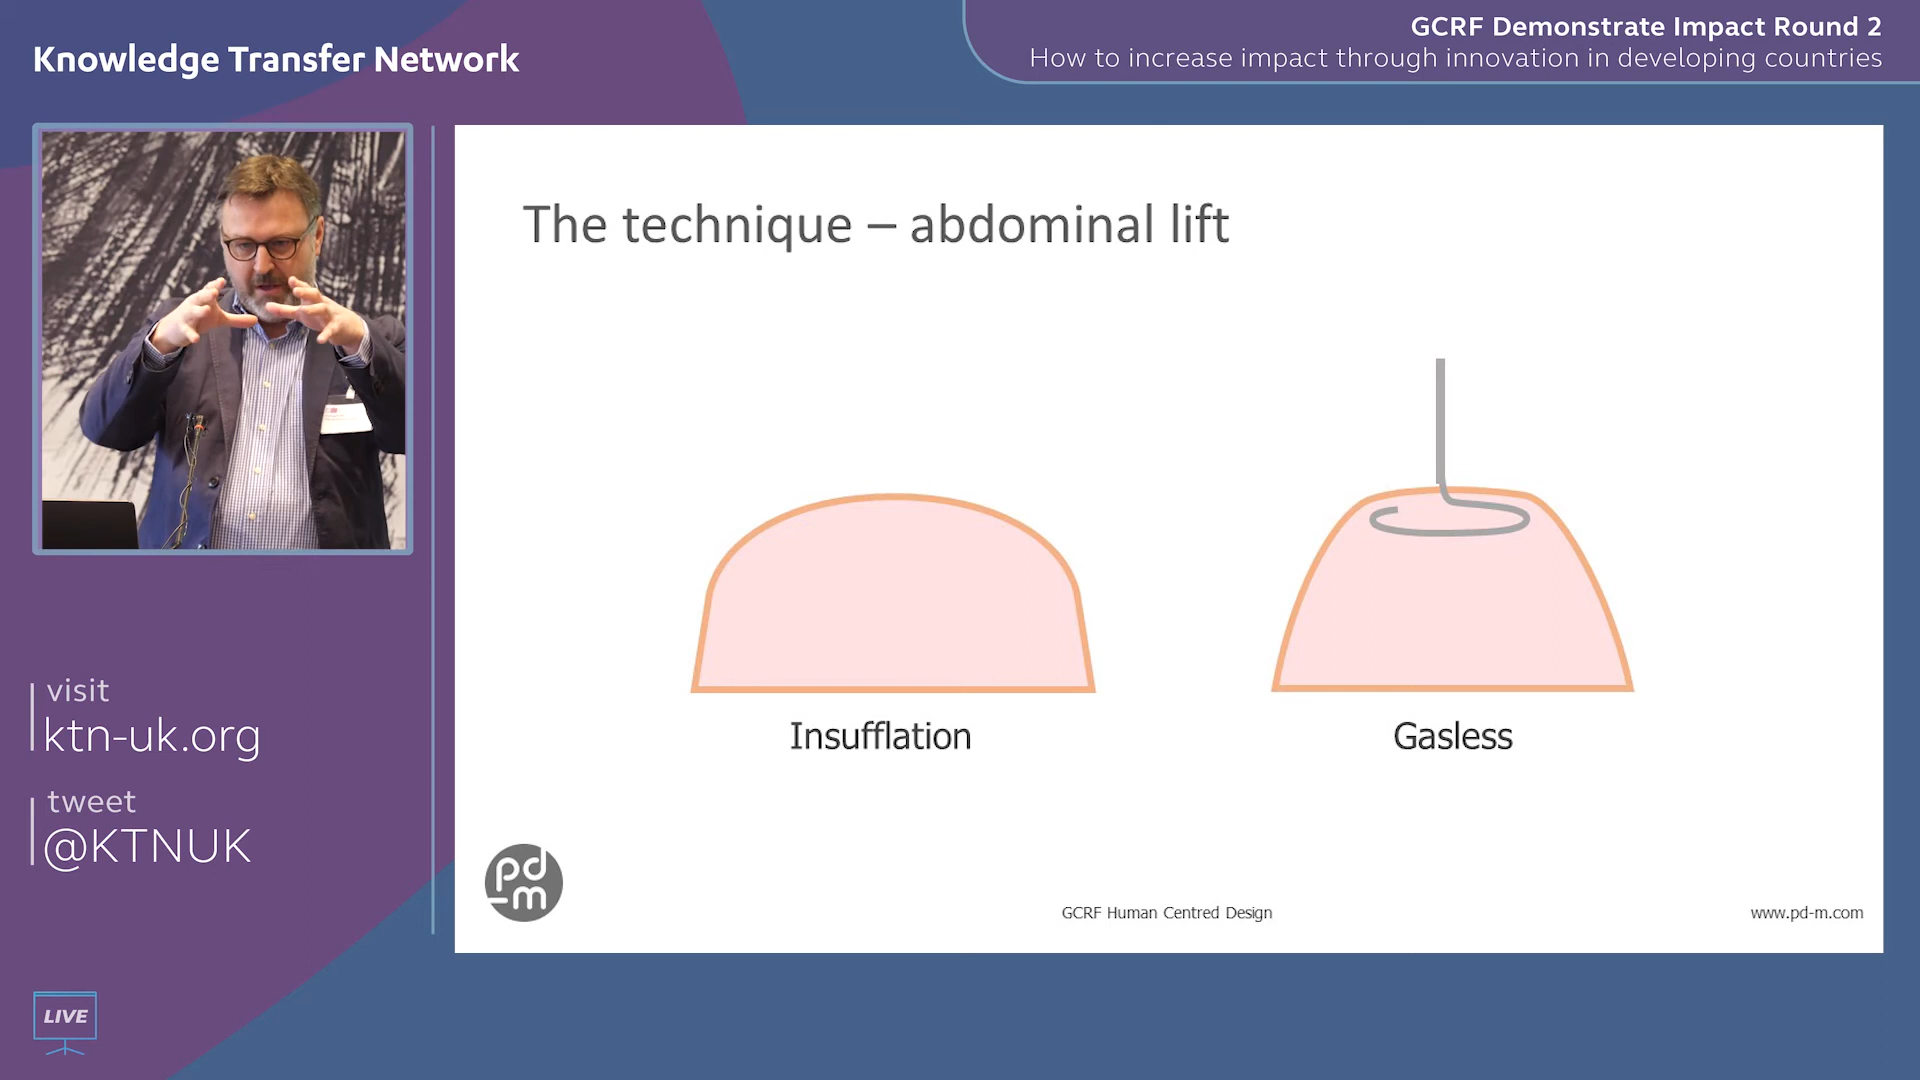 Knowledge Transfer Network
GCRF Demonstrate Impact Round 2
How to increase impact through innovation in developing countries
The technique – abdominal lift
Insufflation
Gasless
visit
ktn-uk.org
tweet
@KTNUK
pd
-m
GCRF Human Centred Design
www.pd-m.com
LIVE